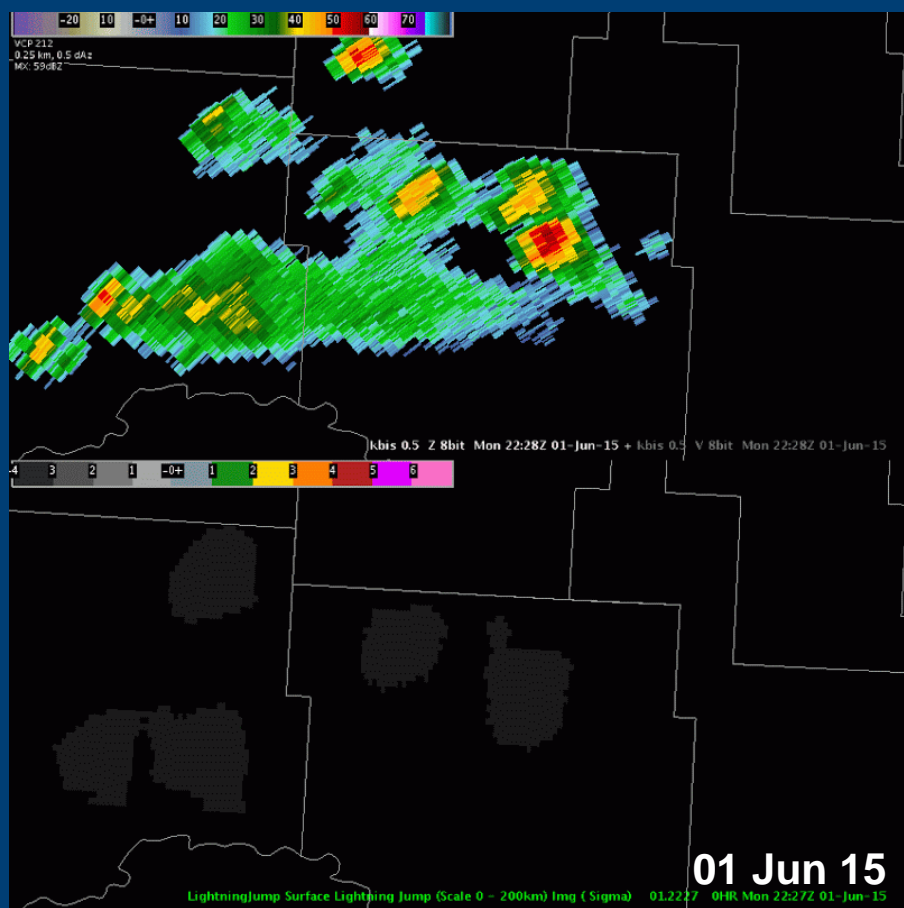 -20 10 -0+ 10 20 30 40 50 60 70
VCP 212
0.25 km, 0.5 dAz
MX: 59dBZ
kbis 0.5 Z 8bit Mon 22:28Z 01-Jun-15 + kbis 0.5 V 8bit Mon 22:28Z 01-Jun-15
-4 3 2 1 -0+ 1 2 3 4 5 6
01 Jun 15
LightningJump Surface Lightning Jump (Scale 0 - 200km) Img ( Sigma) 01.2227 0HR Mon 22:27Z 01-Jun-15